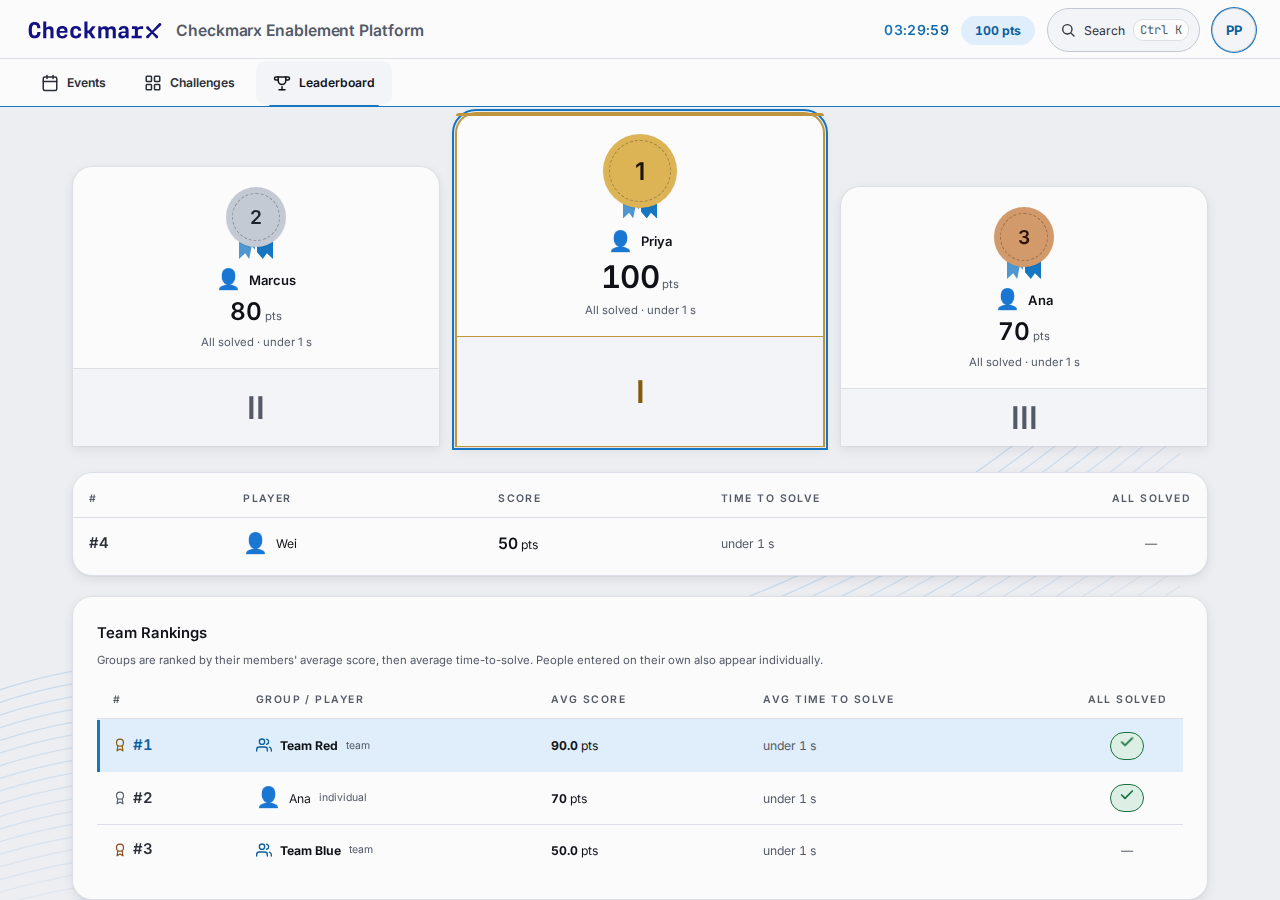 Checkmarx Checkmarx Enablement Platform 03:29:59 100 pts Search Ctrl K PP
Events Challenges Leaderboard
1
Priya
100 pts
All solved · under 1 s
I
2
Marcus
80 pts
All solved · under 1 s
II
3
Ana
70 pts
All solved · under 1 s
III
# PLAYER SCORE TIME TO SOLVE ALL SOLVED
#4 Wei 50 pts under 1 s —
Team Rankings
Groups are ranked by their members' average score, then average time-to-solve. People entered on their own also appear individually.
# GROUP / PLAYER AVG SCORE AVG TIME TO SOLVE ALL SOLVED
#1 Team Red team 90.0 pts under 1 s
#2 Ana individual 70 pts under 1 s
#3 Team Blue team 50.0 pts under 1 s —